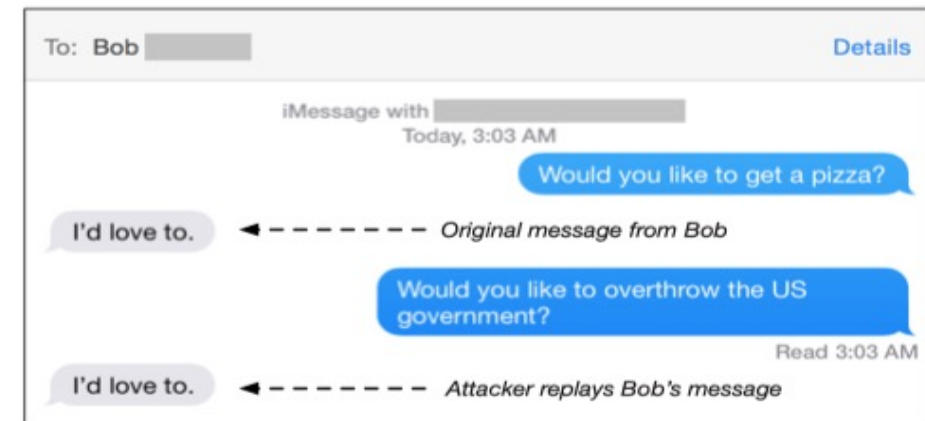 To: Bob
Details
iMessage with
Today, 3:03 AM
Would you like to get a pizza?
I'd love to.
Original message from Bob
Would you like to overthrow the US
government?
Read 3:03 AM
I'd love to.
Attacker replays Bob's message